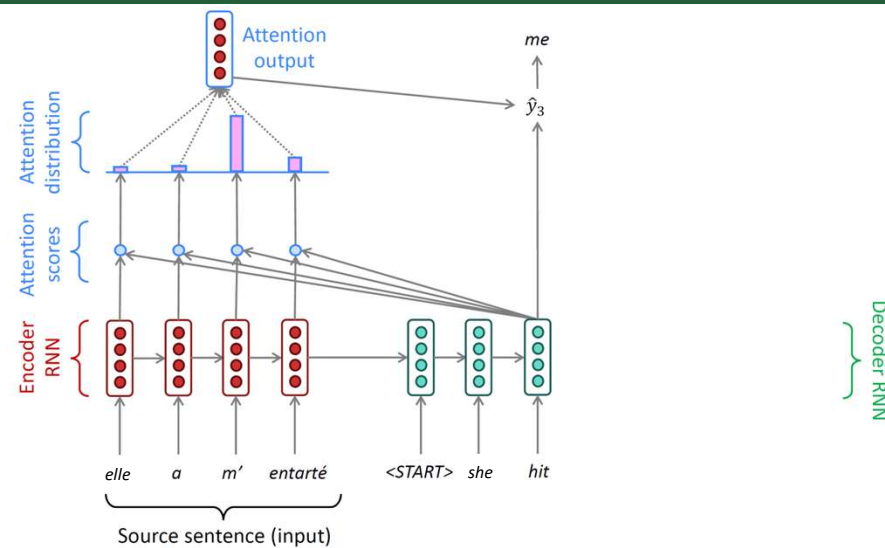 Attention
output
me
ŷ₃
Attention
distribution
Attention
scores
Encoder
RNN
Decoder RNN
elle a m’ entarté <START> she hit
Source sentence (input)